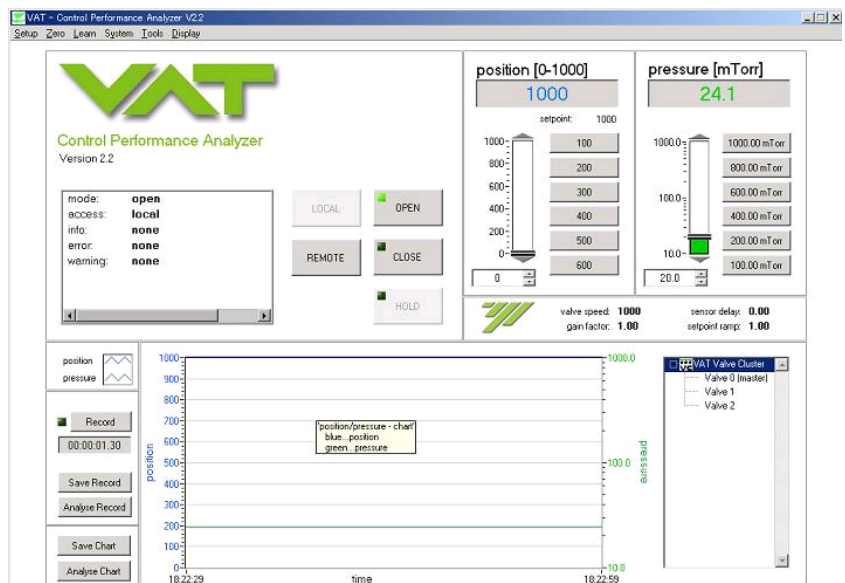 VAT - Control Performance Analyzer V2.2
Setup Zero Learn System Tools Display
VAT
Control Performance Analyzer
Version 2.2
mode: open
access: local
info: none
error: none
warning: none
LOCAL
OPEN
REMOTE
CLOSE
HOLD
position [0-1000]
1000
setpoint: 1000
1000
800
600
400
200
0
100
200
300
400
500
600
0
pressure [mTorr]
24.1
1000.0
100.0
10.0
1000.00 mTorr
800.00 mTorr
600.00 mTorr
400.00 mTorr
200.00 mTorr
100.00 mTorr
20.0
valve speed: 1000 sensor delay: 0.00
gain factor: 1.00 setpoint ramp: 1.00
position
pressure
Record
00:00:01.30
Save Record
Analyse Record
Save Chart
Analyse Chart
position
1000
900
800
700
600
500
400
300
200
100
0
'position/pressure - chart'
blue...position
green...pressure
1000.0
100.0
10.0
pressure
18:22:29 time 18:22:59
VAT Valve Cluster
Valve 0 (master)
Valve 1
Valve 2